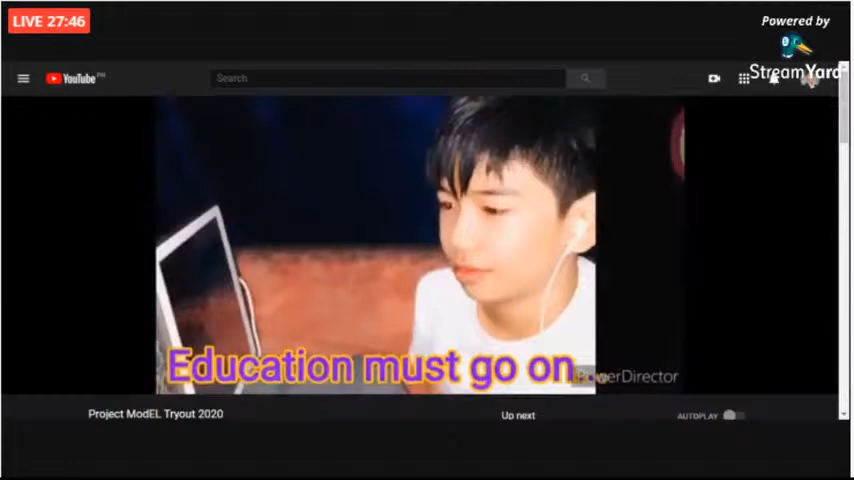 LIVE 27:46
Powered by
StreamYard
YouTube PH
Search
Education must go on
PowerDirector
Project ModEL Tryout 2020
Up next
AUTOPLAY